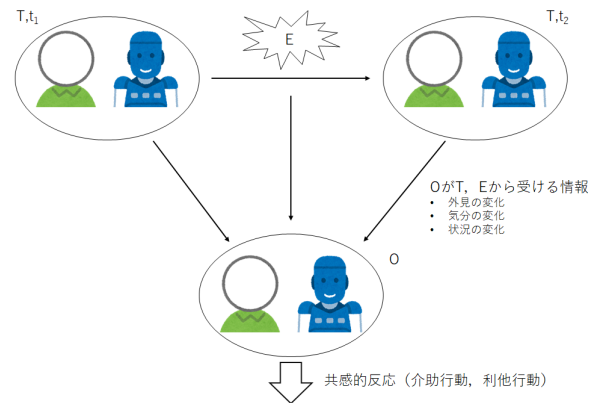 T,t₁
E
T,t₂
OがT，Eから受ける情報
• 外見の変化
• 気分の変化
• 状況の変化
O
共感的反応（介助行動，利他行動）